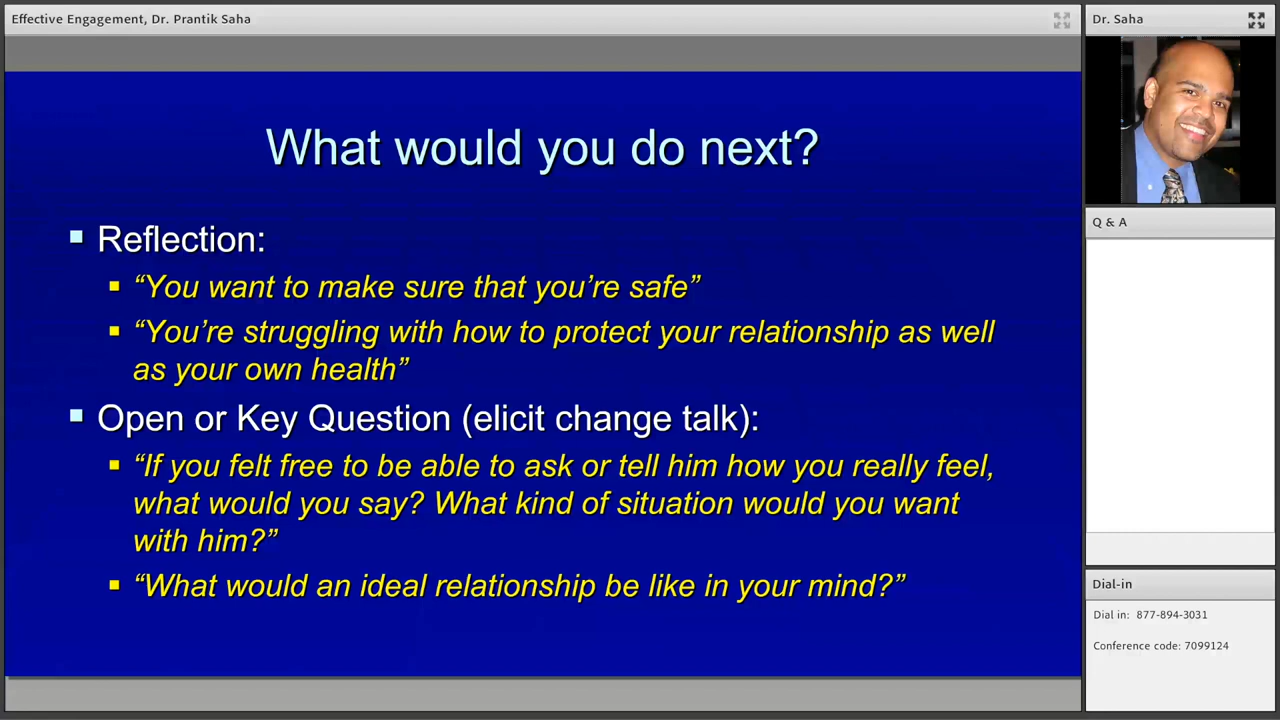 Effective Engagement, Dr. Prantik Saha
What would you do next?
Reflection:
“You want to make sure that you’re safe”
“You’re struggling with how to protect your relationship as well
as your own health”
Open or Key Question (elicit change talk):
“If you felt free to be able to ask or tell him how you really feel,
what would you say? What kind of situation would you want
with him?”
“What would an ideal relationship be like in your mind?”
Dr. Saha
Q & A
Dial-in
Dial in: 877-894-3031
Conference code: 7099124